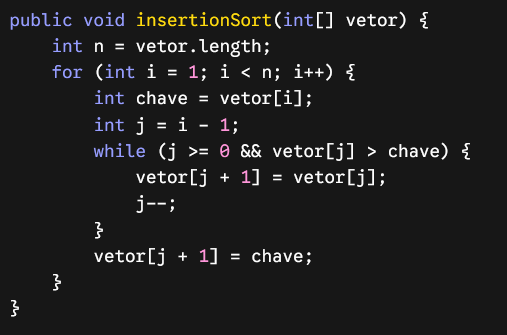 public void insertionSort(int[] vetor) {
    int n = vetor.length;
    for (int i = 1; i < n; i++) {
        int chave = vetor[i];
        int j = i - 1;
        while (j >= 0 && vetor[j] > chave) {
            vetor[j + 1] = vetor[j];
            j--;
        }
        vetor[j + 1] = chave;
    }
}